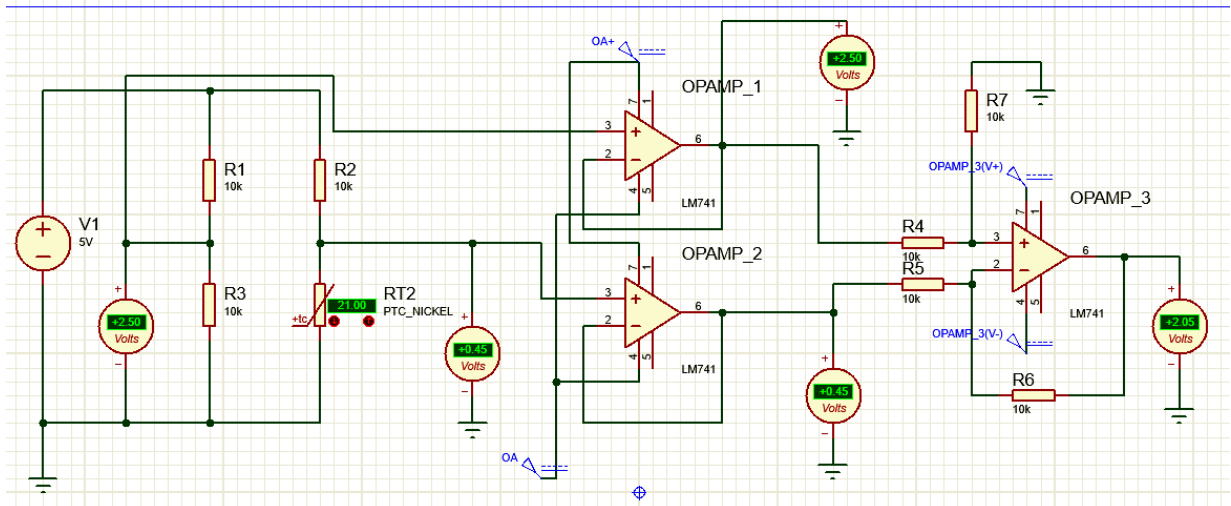 OA+
+
+2.50
Volts
−
OPAMP_1
7
1
3
+
6
2
−
4
5
LM741
R7
10k
R1
10k
R2
10k
V1
5V
+
−
OPAMP_3(V+)
OPAMP_3
7
1
R4
10k
3
+
6
R5
10k
2
−
4
5
LM741
OPAMP_3(V-)
OPAMP_2
7
1
3
+
6
2
−
4
5
LM741
R3
10k
RT2
21.00
PTC_NICKEL
+tc
+
+2.50
Volts
−
+
+0.45
Volts
−
+
+2.05
Volts
−
+
+0.45
Volts
−
R6
10k
OA